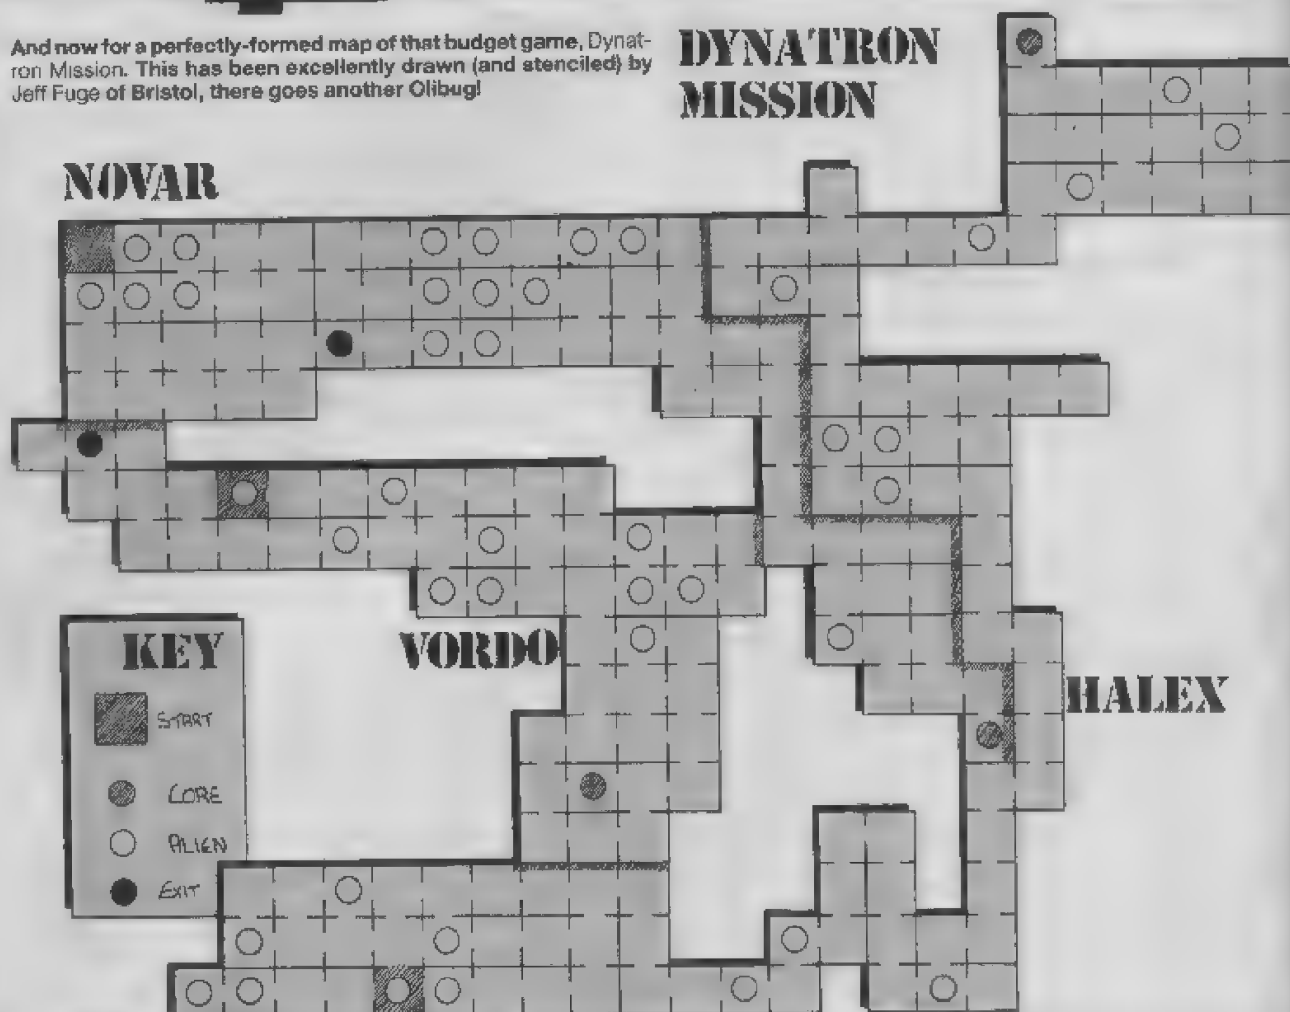 And now for a perfectly-formed map of that budget game, Dynat-
ron Mission. This has been excellently drawn (and stenciled) by
Jeff Fuge of Bristol, there goes another Olibug!
DYNATRON
MISSION
NOVAR
KEY
START
CORE
ALIEN
EXIT
VORDO
HALEX